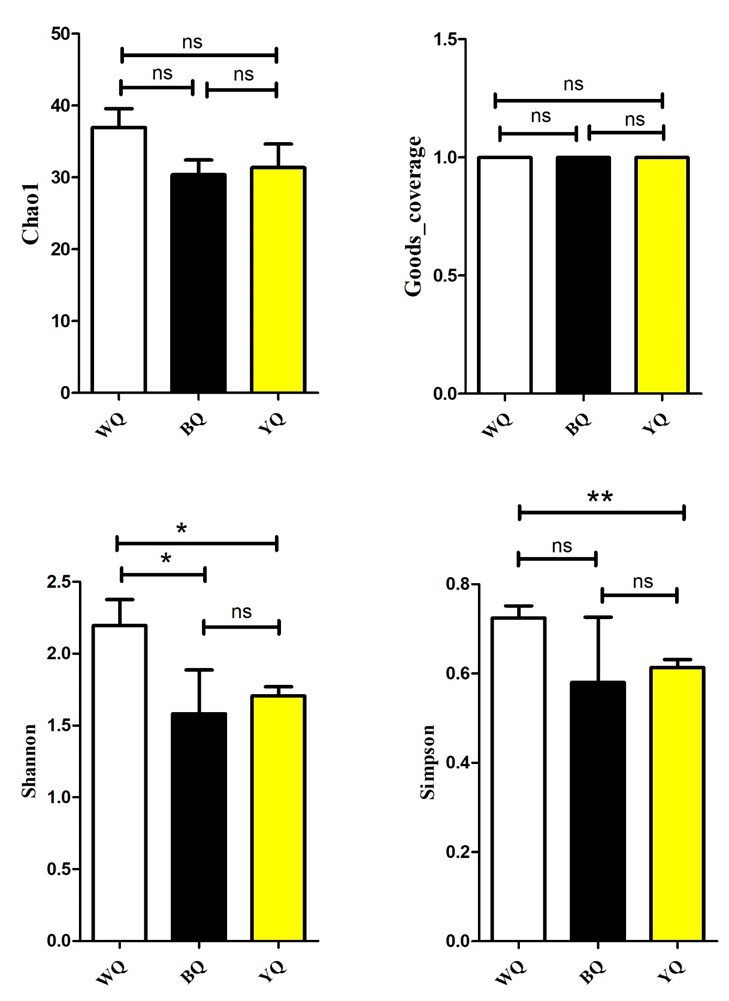 50
40
30
20
10
0
Chao1
ns
ns
ns
WQ
BQ
YQ
1.5
1.0
0.5
0.0
Goods_coverage
ns
ns
ns
WQ
BQ
YQ
2.5
2.0
1.5
1.0
0.5
0.0
Shannon
*
*
ns
WQ
BQ
YQ
0.8
0.6
0.4
0.2
0.0
Simpson
**
ns
ns
WQ
BQ
YQ